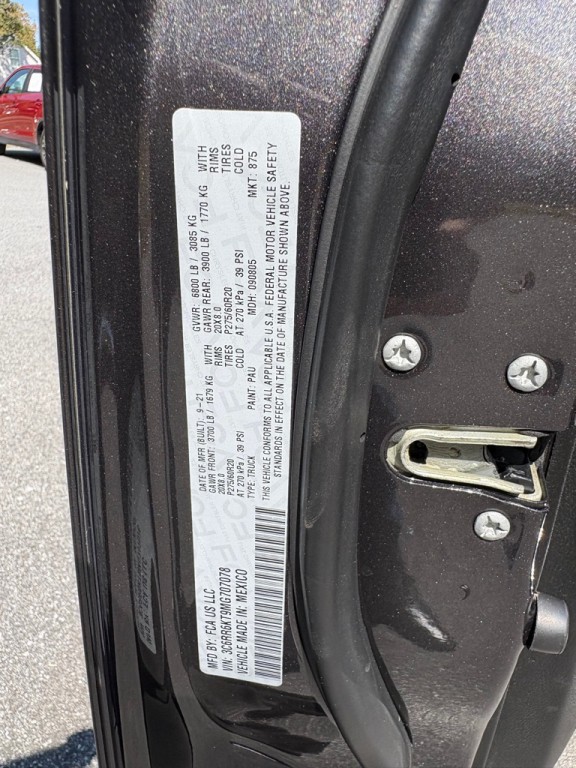 MFD BY: FCA US LLC
VIN: 3C6RR6KT9MG707078
VEHICLE MADE IN: MEXICO
DATE OF MFR (BUILT): 9-21
GVWR: 6800 LB / 3085 KG
GAWR FRONT: 3700 LB / 1679 KG WITH
GAWR REAR: 3900 LB / 1770 KG WITH
20X8.0 RIMS
20X8.0 RIMS
P275/60R20 TIRES
P275/60R20 TIRES
AT 270 kPa / 39 PSI COLD
AT 270 kPa / 39 PSI COLD
TYPE: TRUCK PAINT: PAU MDH: 090805 MKT: 875
THIS VEHICLE CONFORMS TO ALL APPLICABLE U.S.A. FEDERAL MOTOR VEHICLE SAFETY
STANDARDS IN EFFECT ON THE DATE OF MANUFACTURE SHOWN ABOVE.